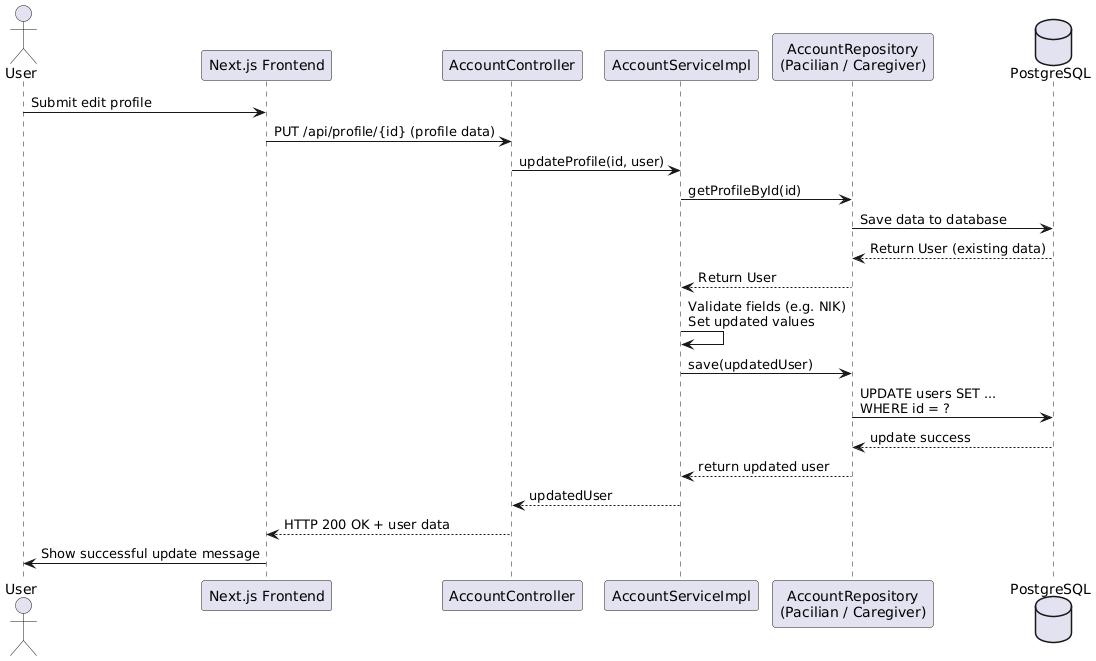 User
Next.js Frontend
AccountController
AccountServiceImpl
AccountRepository
(Pacilian / Caregiver)
PostgreSQL
Submit edit profile
PUT /api/profile/{id} (profile data)
updateProfile(id, user)
getProfileById(id)
Save data to database
Return User (existing data)
Return User
Validate fields (e.g. NIK)
Set updated values
save(updatedUser)
UPDATE users SET ...
WHERE id = ?
update success
return updated user
updatedUser
HTTP 200 OK + user data
Show successful update message
User
Next.js Frontend
AccountController
AccountServiceImpl
AccountRepository
(Pacilian / Caregiver)
PostgreSQL